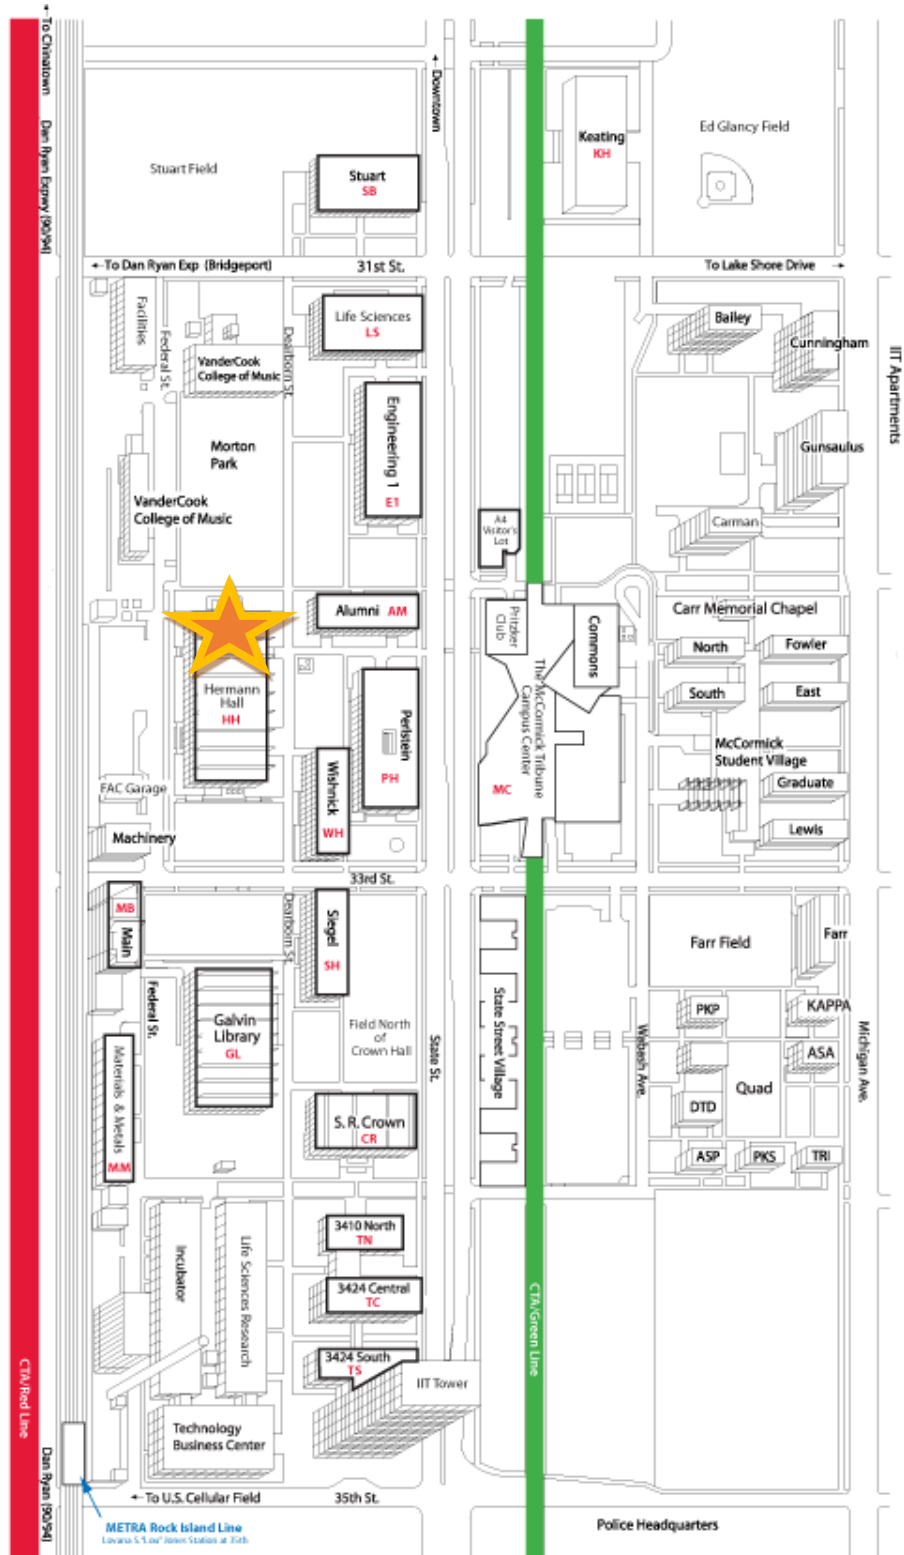 To Chinatown
Dan Ryan Expwy (90/94)
Downtown
Stuart Field
Stuart
SB
Keating
KH
Ed Glancy Field
To Dan Ryan Exp (Bridgeport)
31st St.
To Lake Shore Drive
Facilities
Federal St.
Dearborn St.
Life Sciences
LS
VanderCook
College of Music
Bailey
Cunningham
IIT Apartments
Engineering 1
E1
Morton
Park
Gunsaulus
VanderCook
College of Music
A4
Visitor's
Lot
Carman
Alumni AM
Pritzker
Club
Commons
Carr Memorial Chapel
North
Fowler
Hermann
Hall
HH
South
East
The McCormick Tribune
Campus Center
MC
Perlstein
PH
Wishnick
WH
McCormick
Student Village
Graduate
FAC Garage
Machinery
Lewis
33rd St.
MB
Main
Dearborn St.
Siegel
SH
Farr Field
Farr
Federal St.
Galvin
Library
GL
Field North
of
Crown Hall
State St.
State Street Village
Wabash Ave.
PKP
KAPPA
Michigan Ave.
ASA
Quad
DTD
Materials & Metals
MM
S. R. Crown
CR
ASP
PKS
TRI
3410 North
TN
Incubator
Life Sciences Research
3424 Central
TC
CTA/Green Line
3424 South
TS
IIT Tower
CTA/Red Line
Technology
Business Center
Dan Ryan (90/94)
To U.S. Cellular Field
35th St.
METRA Rock Island Line
Lovana S. "Lou" Jones Station at 35th
Police Headquarters